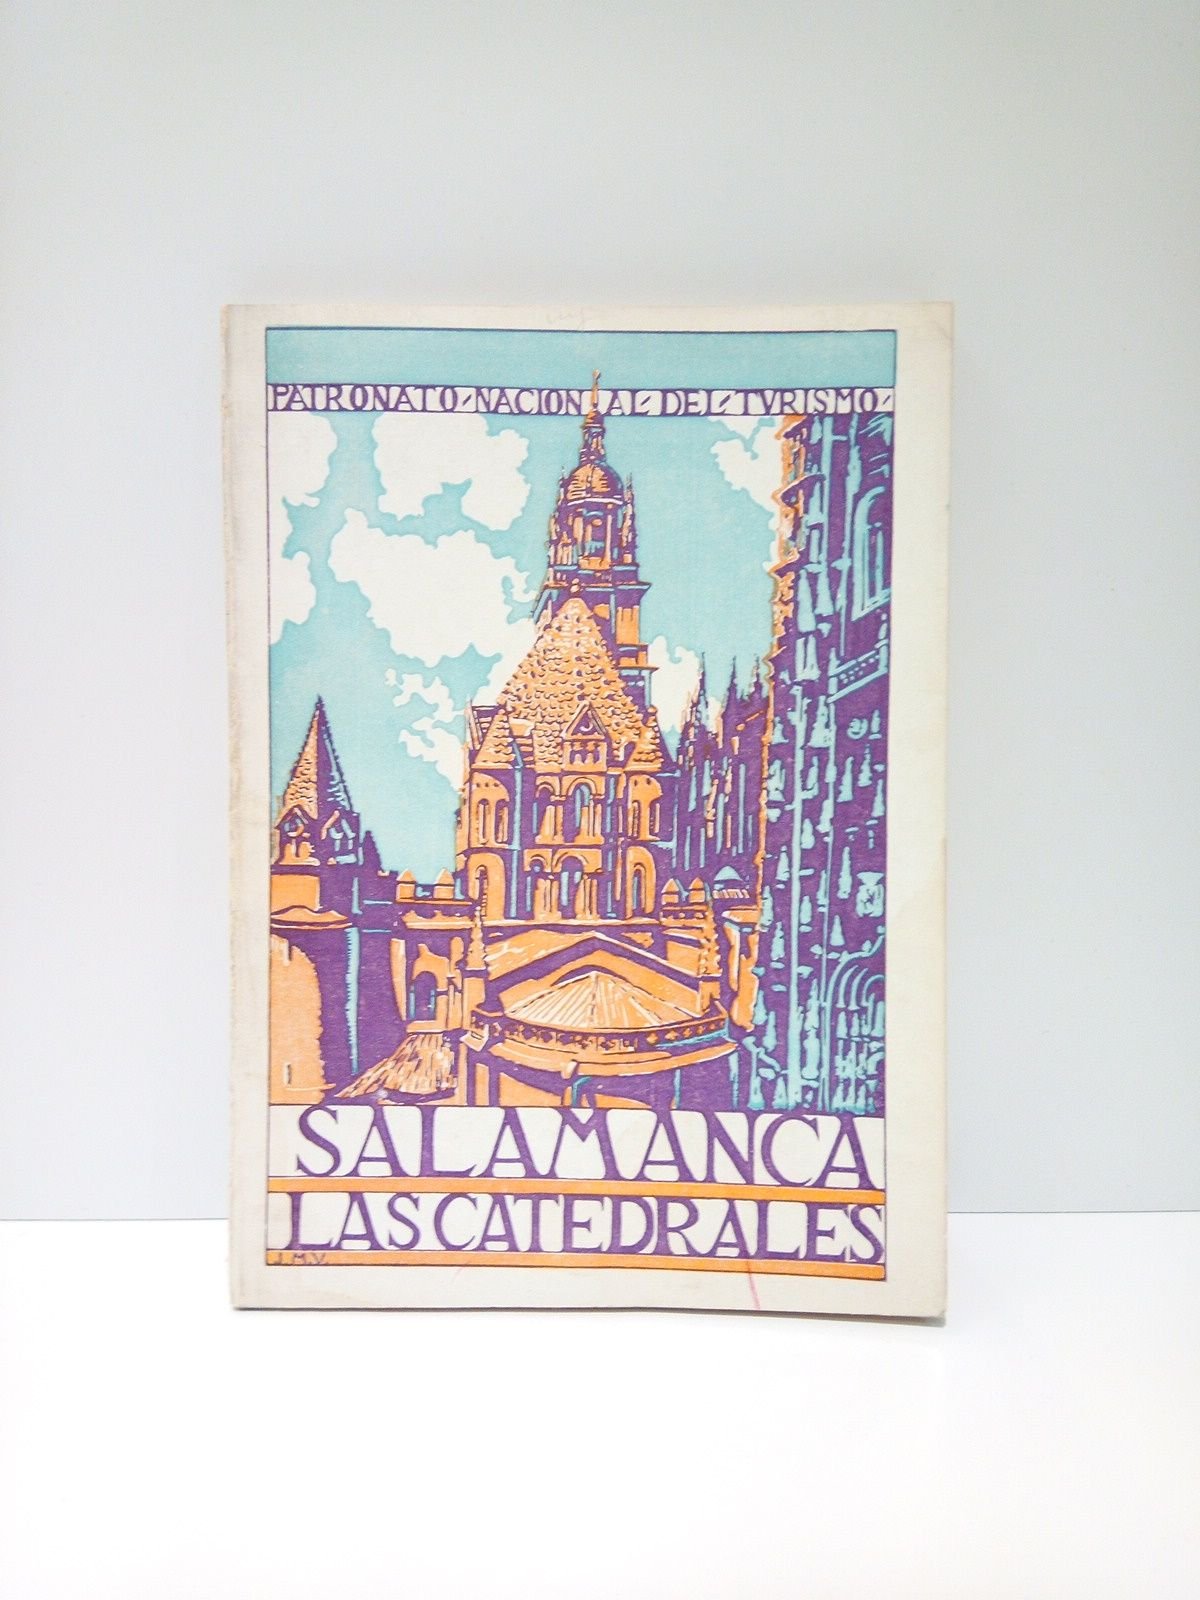 PATRONATO NACIONAL DEL TVRISMO
SALAMANCA
LAS CATEDRALES
J.M.V.